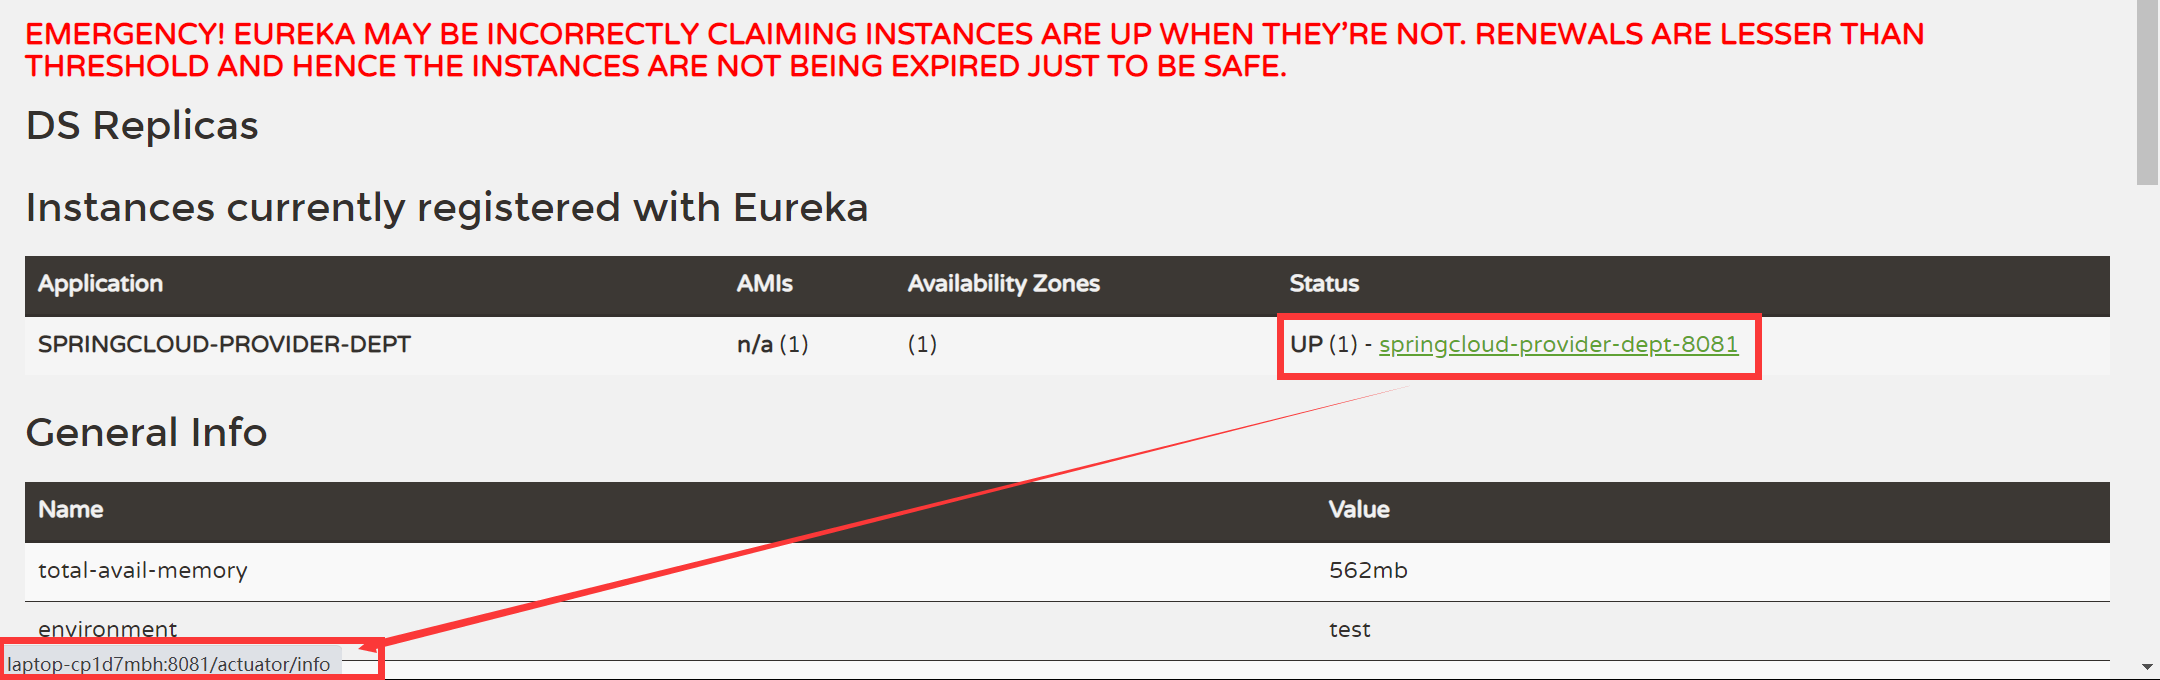 EMERGENCY! EUREKA MAY BE INCORRECTLY CLAIMING INSTANCES ARE UP WHEN THEY’RE NOT. RENEWALS ARE LESSER THAN
THRESHOLD AND HENCE THE INSTANCES ARE NOT BEING EXPIRED JUST TO BE SAFE.
DS Replicas
Instances currently registered with Eureka
Application AMIs Availability Zones Status
SPRINGCLOUD-PROVIDER-DEPT n/a (1) (1) UP (1) - springcloud-provider-dept-8081
General Info
Name Value
total-avail-memory 562mb
environment test
laptop-cp1d7mbh:8081/actuator/info